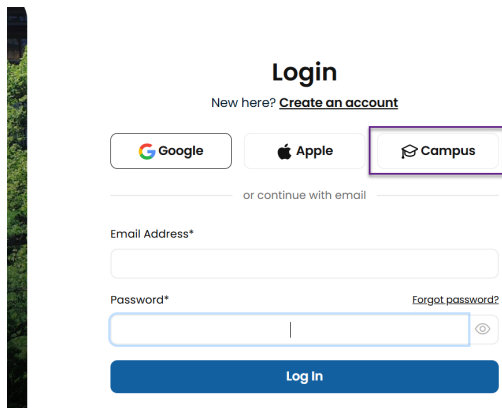 Login
New here? Create an account
Google Apple Campus
or continue with email
Email Address*
Password* Forgot password?
Log In